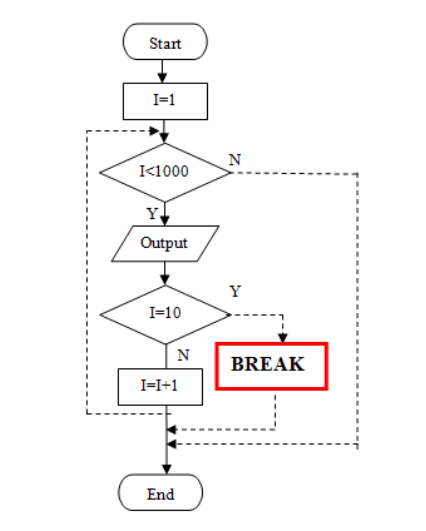 Start
I=1
I<1000
N
Y
Output
Y
I=10
N
BREAK
I=I+1
End